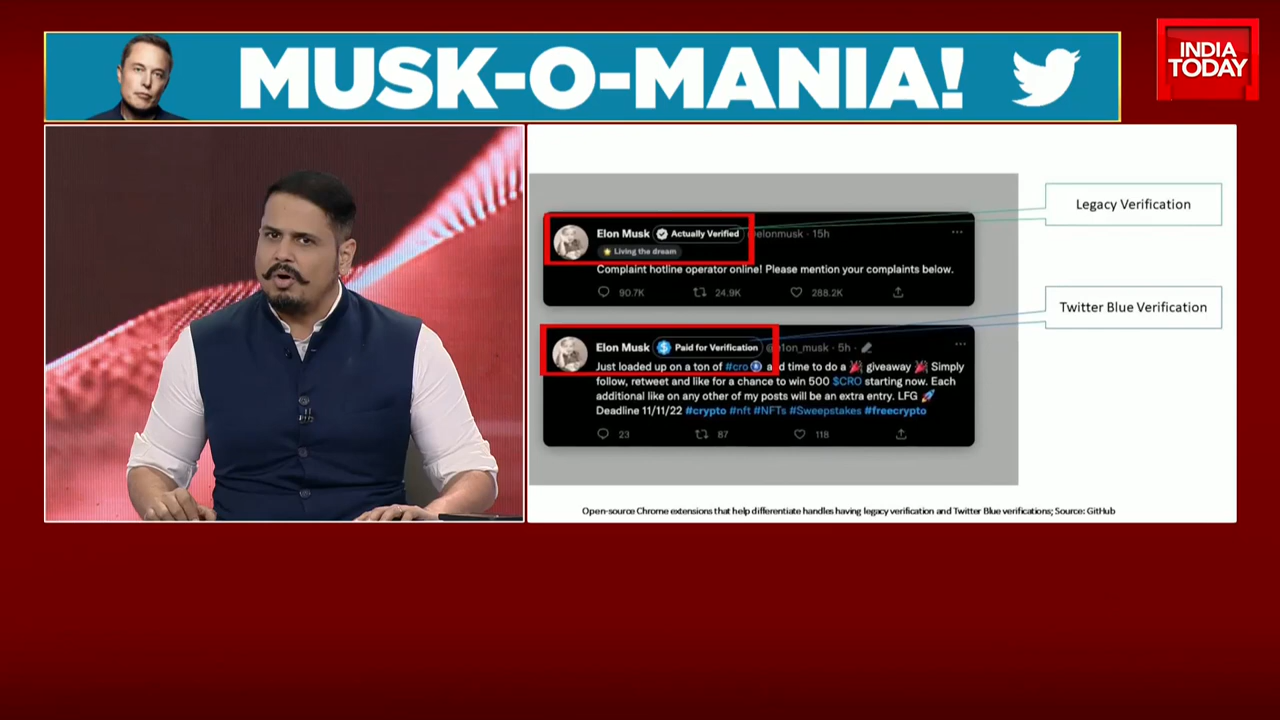 MUSK-O-MANIA!
INDIA
TODAY
Legacy Verification
Elon Musk Actually Verified elonmusk · 15h
Living the dream
Complaint hotline operator online! Please mention your complaints below.
90.7K 24.9K 288.2K
Twitter Blue Verification
Elon Musk Paid for Verification @e1on_musk · 5h
Just loaded up on a ton of #cro and time to do a giveaway Simply
follow, retweet and like for a chance to win 500 $CRO starting now. Each
additional like on any other of my posts will be an extra entry. LFG
Deadline 11/11/22 #crypto #nft #NFTs #Sweepstakes #freecrypto
23 87 118
Open-source Chrome extensions that help differentiate handles having legacy verification and Twitter Blue verifications; Source: GitHub